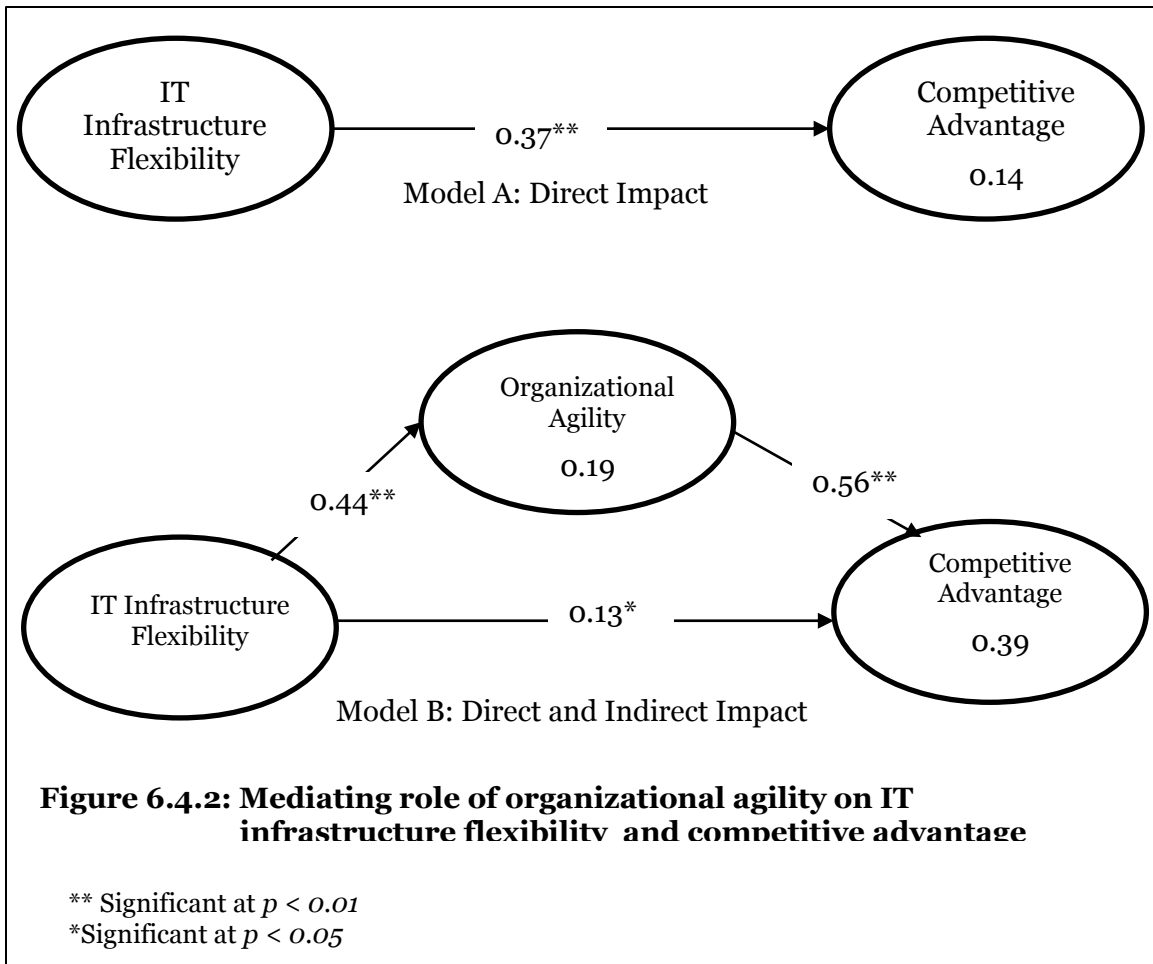 IT
Infrastructure
Flexibility
0.37**
Competitive
Advantage
0.14
Model A: Direct Impact
Organizational
Agility
0.19
0.44**
0.56**
IT Infrastructure
Flexibility
0.13*
Competitive
Advantage
0.39
Model B: Direct and Indirect Impact
Figure 6.4.2: Mediating role of organizational agility on IT
infrastructure flexibility and competitive advantage
** Significant at p < 0.01
*Significant at p < 0.05